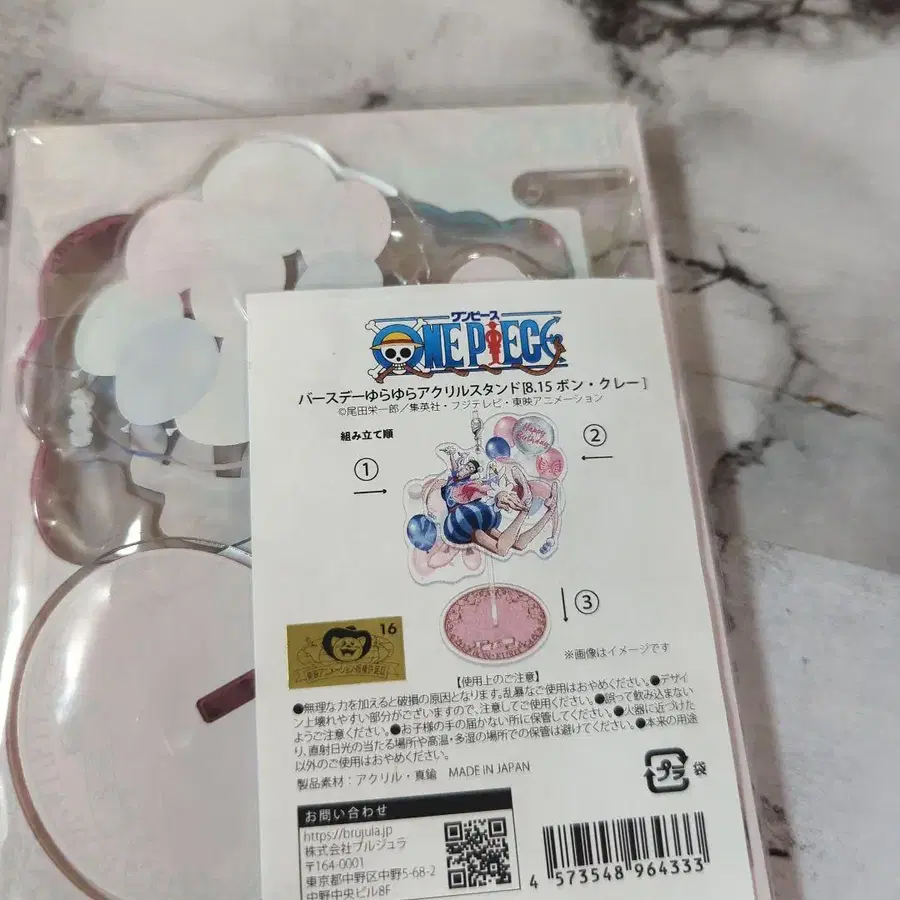 ワンピース
ONE PIECE
バースデーゆらゆらアクリルスタンド[8.15 ボン・クレー]
©尾田栄一郎／集英社・フジテレビ・東映アニメーション
組み立て順
①
②
Happy
Birthday
③
※画像はイメージです
16
【使用上のご注意】
●無理な力を加えると破損の原因となります。乱暴なご使用はおやめください。●デザイ
ン上壊れやすい部分がございますので、注意してご使用ください。●誤って飲み込まない
ようご注意ください。●お子様の手の届かない所に保管してください。●火器に近づけた
り、直射日光の当たる場所や高温・多湿の場所での保管は避けてください。●本来の用途
以外のご使用はおやめください。
製品素材：アクリル・真鍮　MADE IN JAPAN
プラ
袋
お問い合わせ
https://brujula.jp
株式会社ブルジュラ
〒164-0001
東京都中野区中野5-68-2
中野中央ビル8F
4 573548 964333